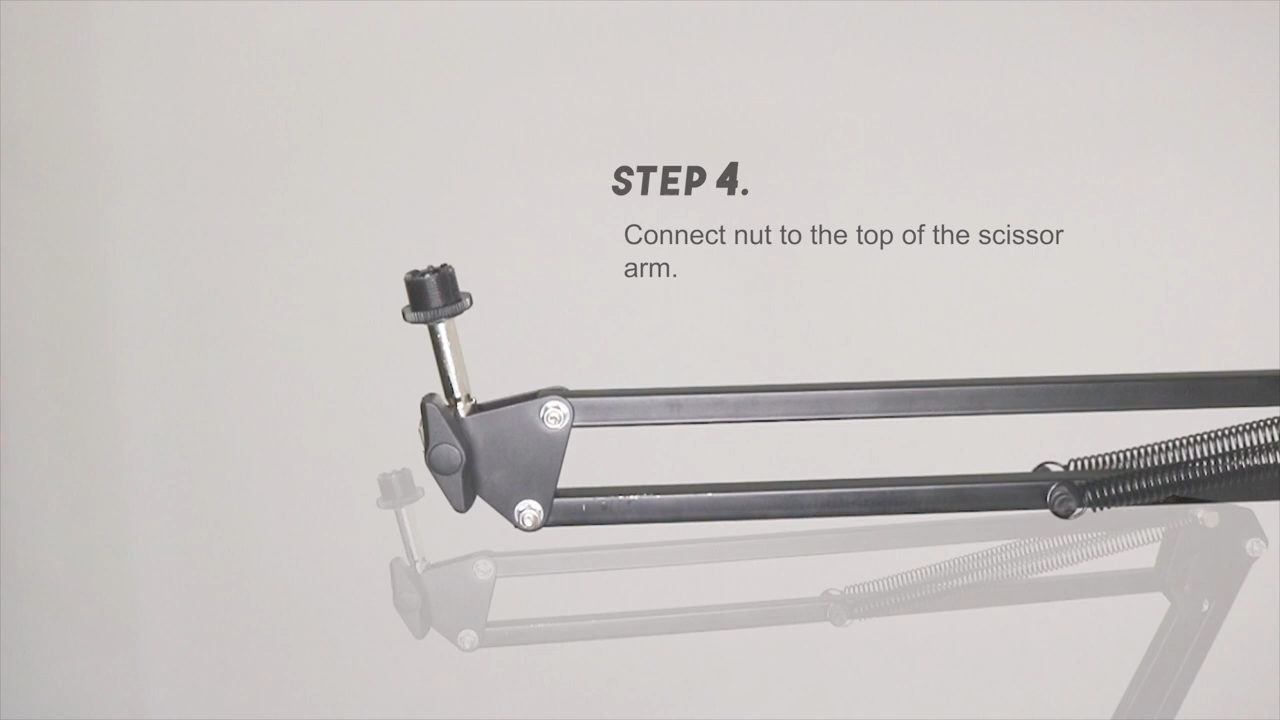 STEP 4.
Connect nut to the top of the scissor
arm.